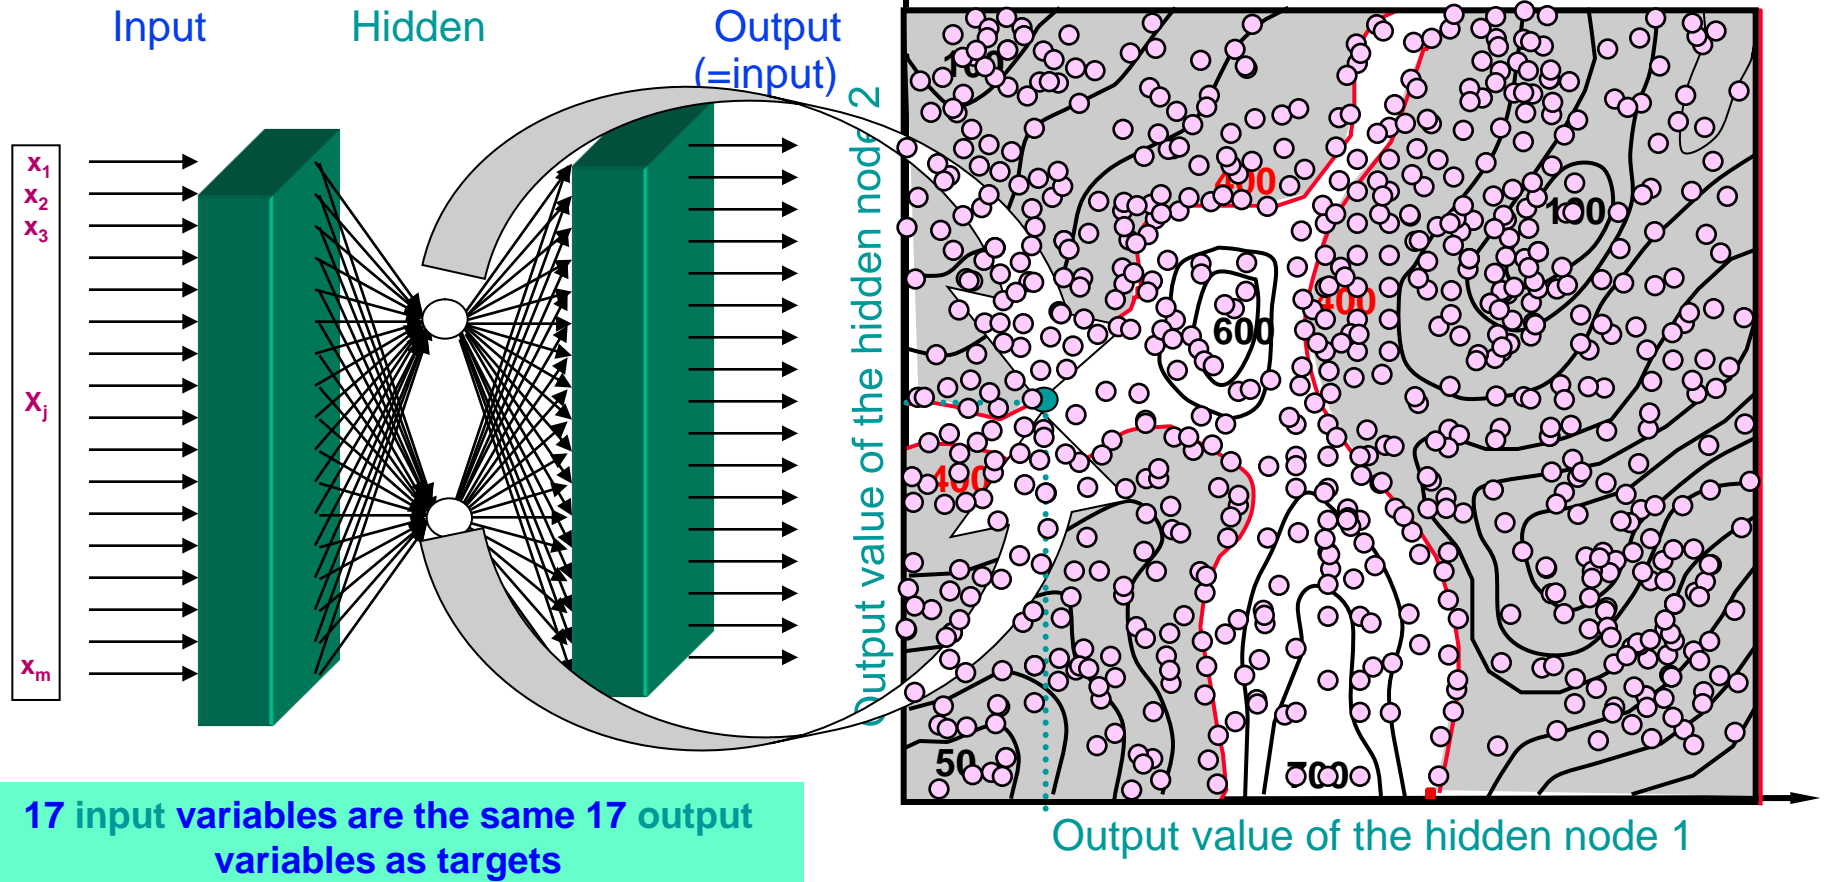 Input
Hidden
Output
(=input)
x1
x2
x3
Xj
xm
Output value of the hidden node 2
400
100
600
400
400
50
700
Output value of the hidden node 1
17 input variables are the same 17 output
variables as targets